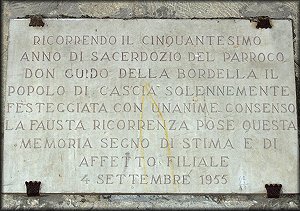 RICORRENDO IL CINQUANTESIMO
ANNO DI SACERDOZIO DEL PARROCO
DON GUIDO DELLA BORDELLA IL
POPOLO DI CASCIA SOLENNEMENTE
FESTEGGIATA CON UNANIME CONSENSO
LA FAUSTA RICORRENZA POSE QUESTA
MEMORIA SEGNO DI STIMA E DI
AFFETTO FILIALE
4 SETTEMBRE 1955